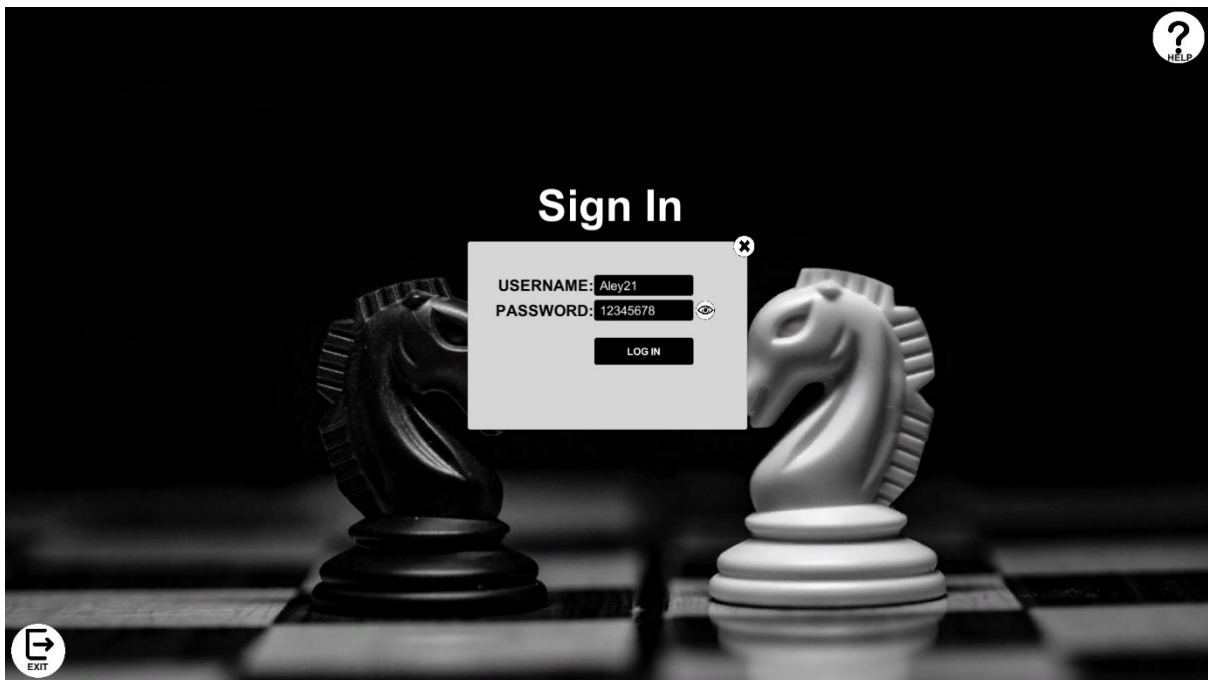 HELP
Sign In
USERNAME: Aley21
PASSWORD: 12345678
LOG IN
EXIT